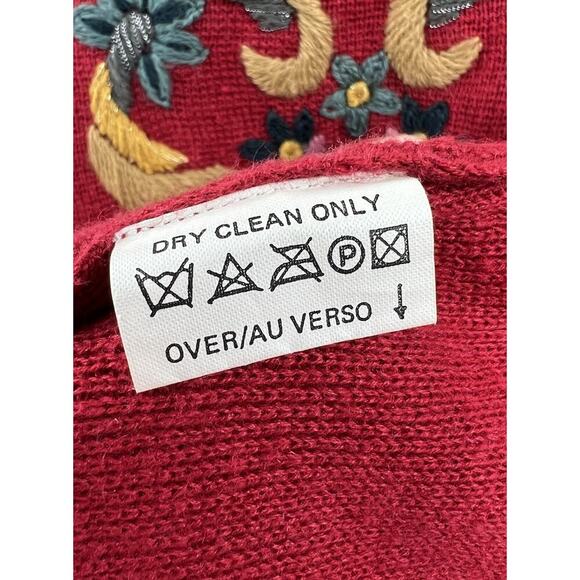 DRY CLEAN ONLY
P
OVER/AU VERSO ↓